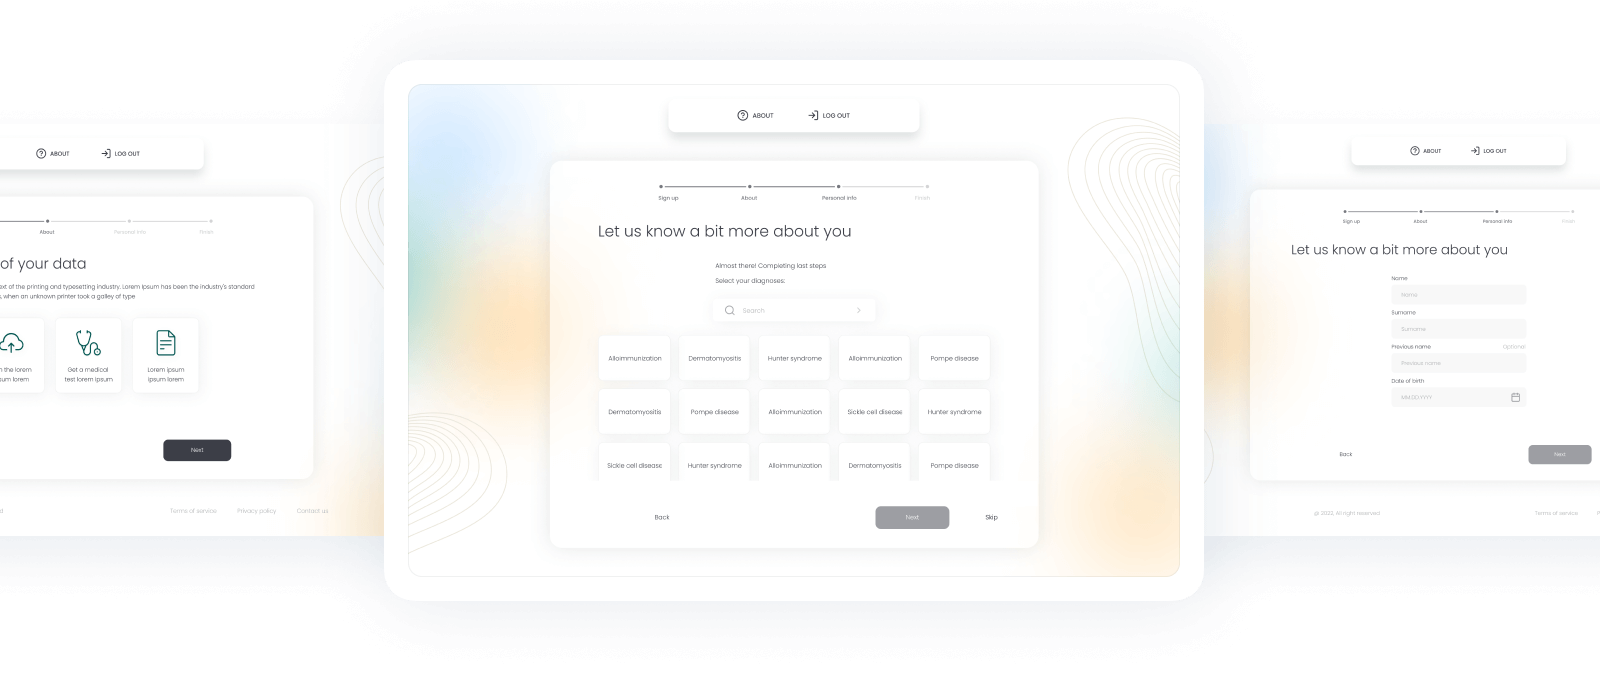 ABOUT
LOG OUT
About
Personal info
Finish
of your data
ext of the printing and typesetting industry. Lorem Ipsum has been the industry's standard
, when an unknown printer took a galley of type
n the lorem
sum lorem
Get a medical
test lorem ipsum
Lorem ipsum
ipsum lorem
Next
Terms of service
Privacy policy
Contact us
ABOUT
LOG OUT
Sign up
About
Personal info
Finish
Let us know a bit more about you
Almost there! Completing last steps
Select your diagnoses:
Search
Alloimmunization
Dermatomyositis
Hunter syndrome
Alloimmunization
Pompe disease
Dermatomyositis
Pompe disease
Alloimmunization
Sickle cell disease
Hunter syndrome
Sickle cell disease
Hunter syndrome
Alloimmunization
Dermatomyositis
Pompe disease
Back
Next
Skip
ABOUT
LOG OUT
Sign up
About
Personal info
Finish
Let us know a bit more about you
Name
Name
Surname
Surname
Previous name
Optional
Previous name
Date of birth
MM.DD.YYYY
Back
Next
@ 2023, All right reserved
Terms of service